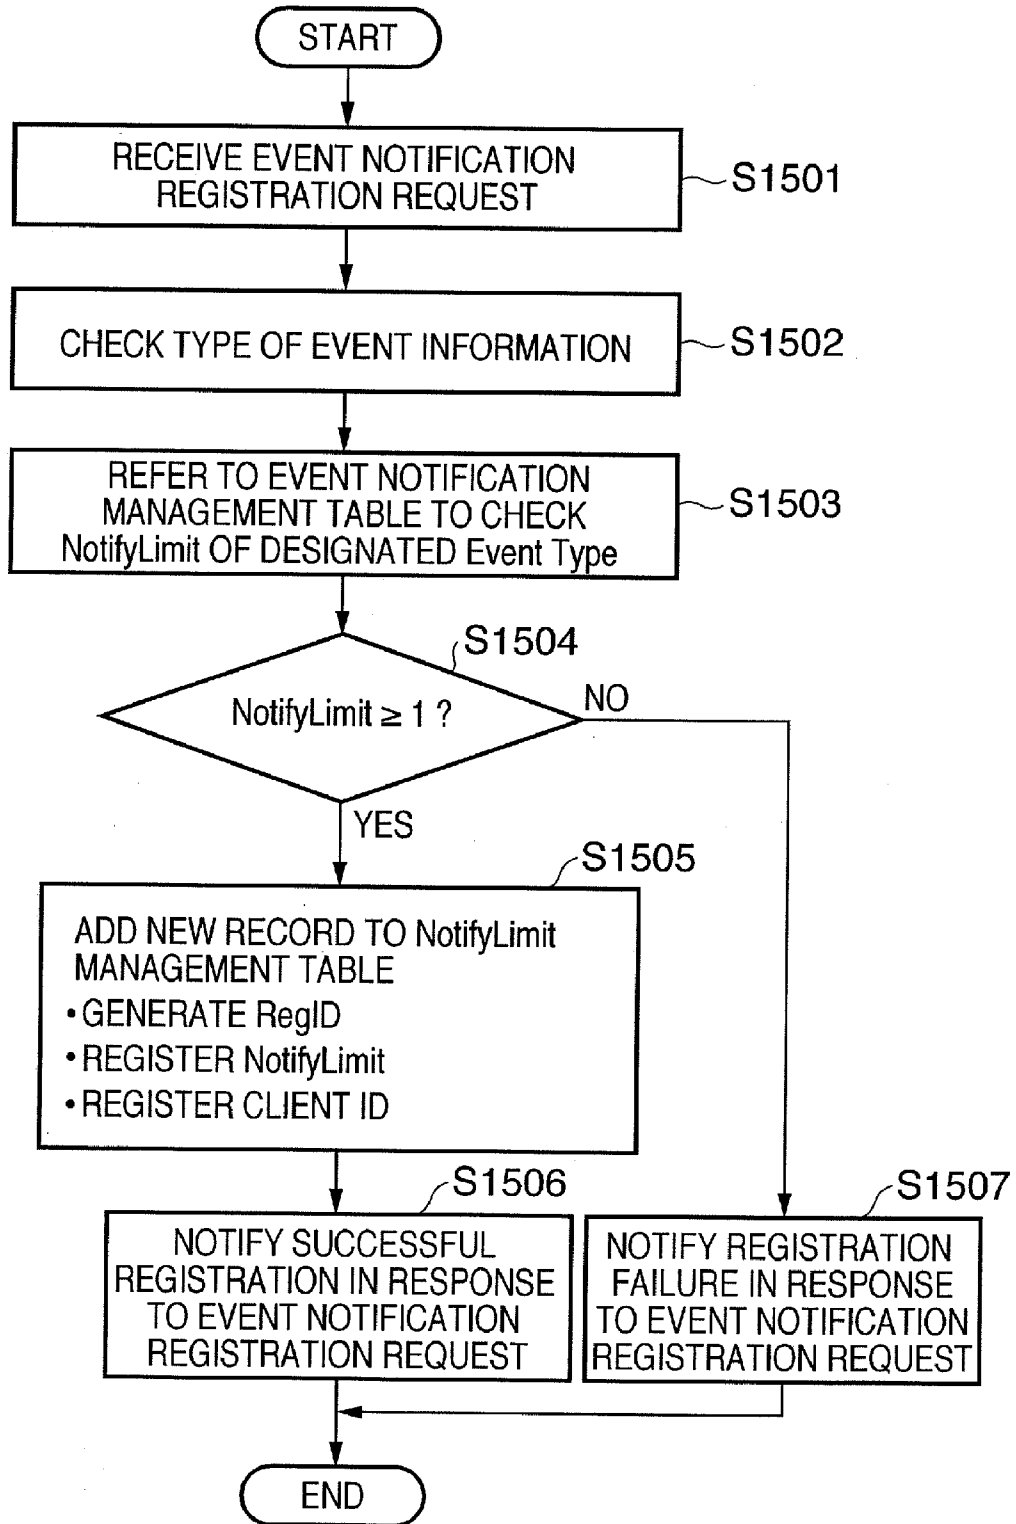 START
RECEIVE EVENT NOTIFICATION
REGISTRATION REQUEST
S1501
CHECK TYPE OF EVENT INFORMATION
S1502
REFER TO EVENT NOTIFICATION
MANAGEMENT TABLE TO CHECK
NotifyLimit OF DESIGNATED Event Type
S1503
S1504
NotifyLimit ≥ 1 ?
NO
YES
S1505
ADD NEW RECORD TO NotifyLimit
MANAGEMENT TABLE
• GENERATE RegID
• REGISTER NotifyLimit
• REGISTER CLIENT ID
S1506
NOTIFY SUCCESSFUL
REGISTRATION IN RESPONSE
TO EVENT NOTIFICATION
REGISTRATION REQUEST
S1507
NOTIFY REGISTRATION
FAILURE IN RESPONSE
TO EVENT NOTIFICATION
REGISTRATION REQUEST
END